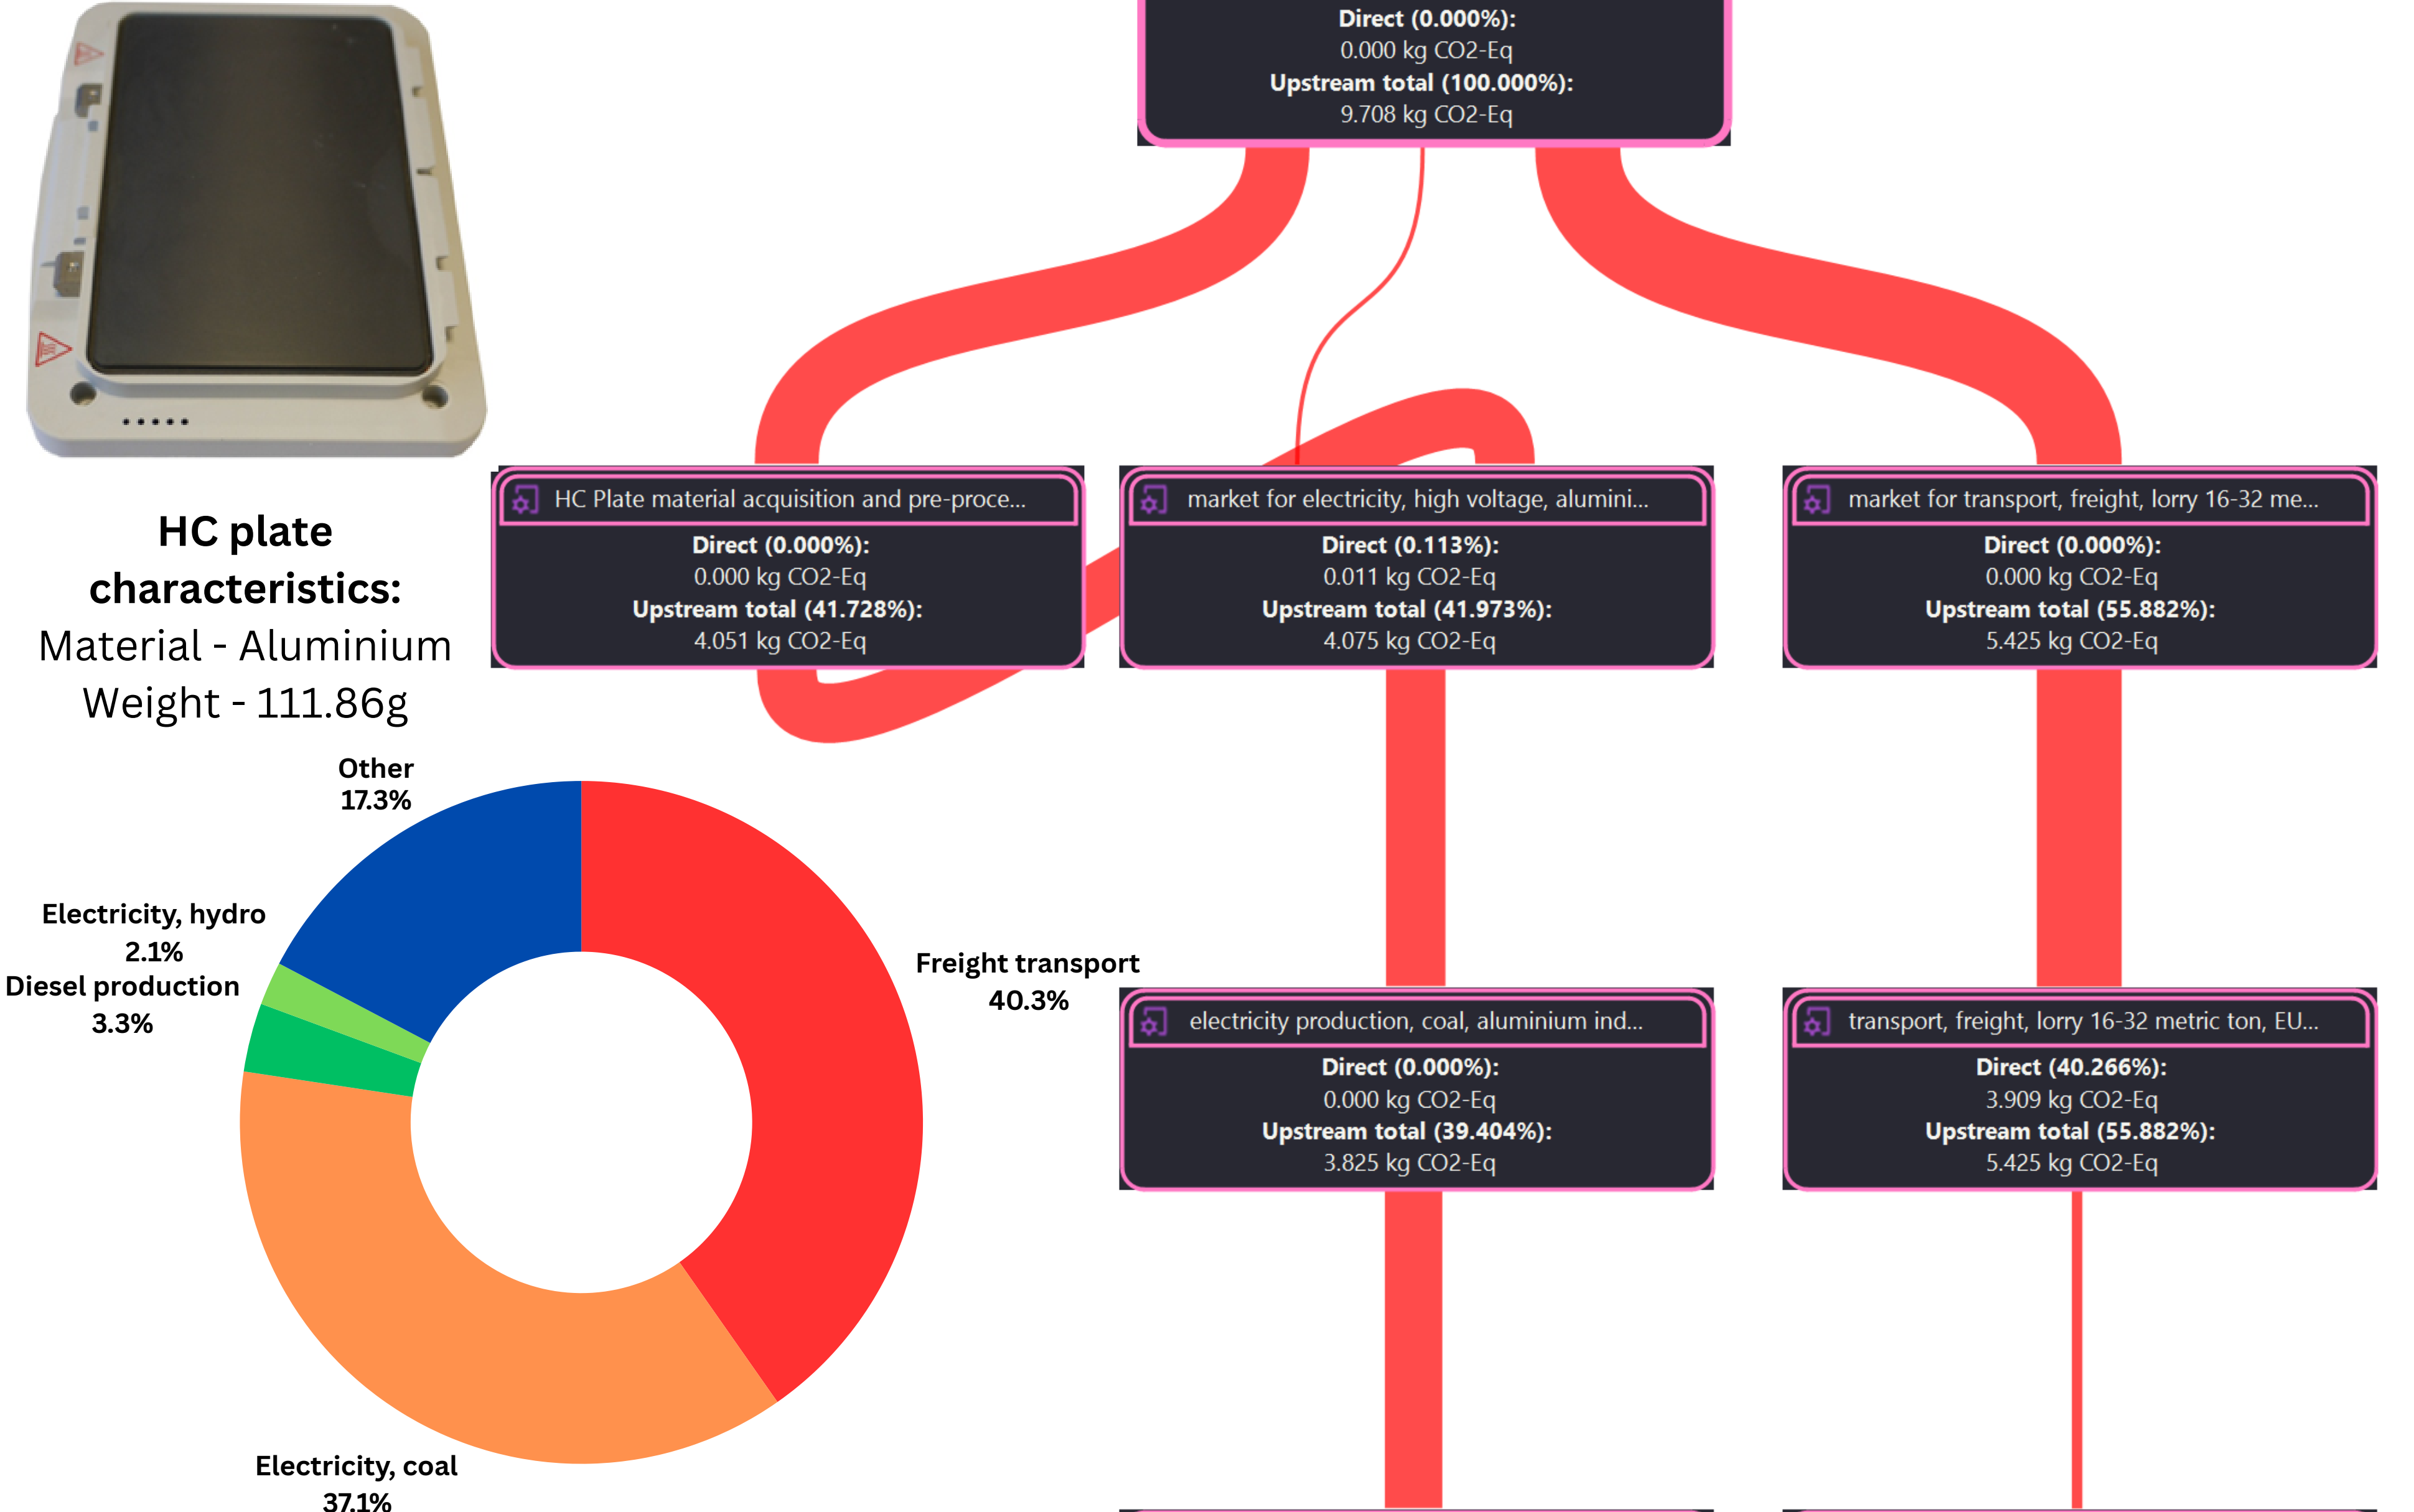 Direct (0.000%):
0.000 kg CO2-Eq
Upstream total (100.000%):
9.708 kg CO2-Eq
HC plate
characteristics:
Material - Aluminium
Weight - 111.86g
HC Plate material acquisition and pre-proce...
Direct (0.000%):
0.000 kg CO2-Eq
Upstream total (41.728%):
4.051 kg CO2-Eq
market for electricity, high voltage, alumini...
Direct (0.113%):
0.011 kg CO2-Eq
Upstream total (41.973%):
4.075 kg CO2-Eq
market for transport, freight, lorry 16-32 me...
Direct (0.000%):
0.000 kg CO2-Eq
Upstream total (55.882%):
5.425 kg CO2-Eq
Other
17.3%
Electricity, hydro
2.1%
Diesel production
3.3%
Freight transport
40.3%
Electricity, coal
37.1%
electricity production, coal, aluminium ind...
Direct (0.000%):
0.000 kg CO2-Eq
Upstream total (39.404%):
3.825 kg CO2-Eq
transport, freight, lorry 16-32 metric ton, EU...
Direct (40.266%):
3.909 kg CO2-Eq
Upstream total (55.882%):
5.425 kg CO2-Eq